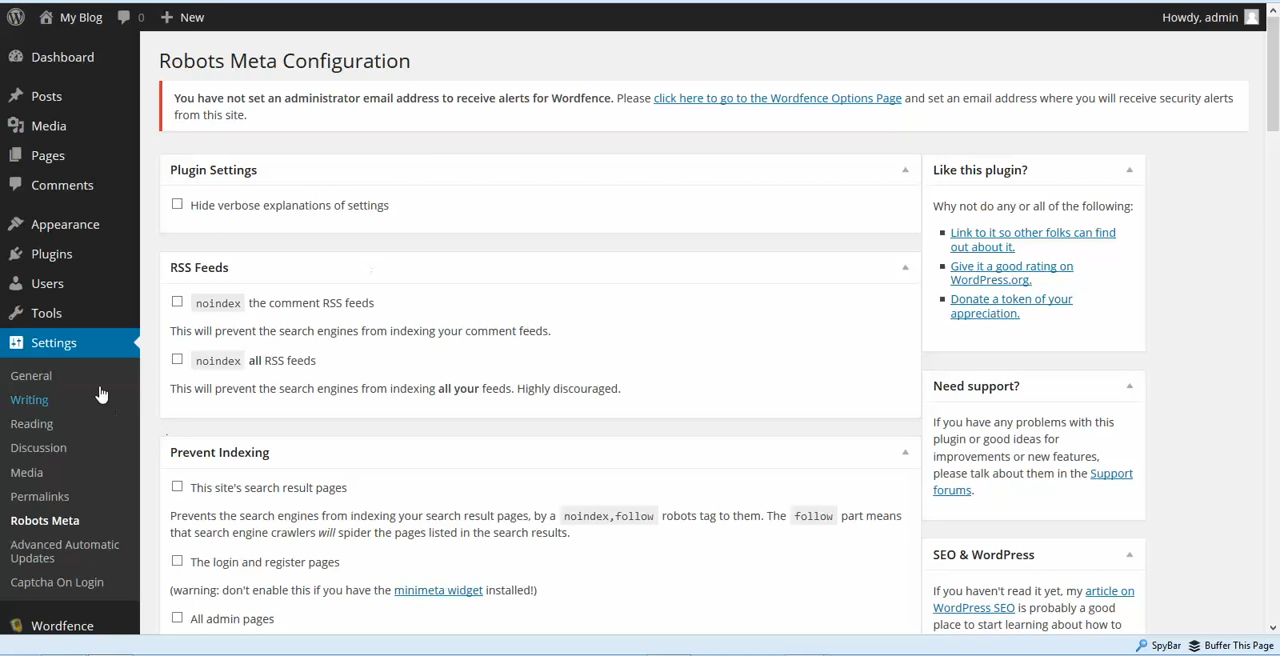 My Blog 0 New Howdy, admin
Dashboard
Posts
Media
Pages
Comments
Appearance
Plugins
Users
Tools
Settings
General
Writing
Reading
Discussion
Media
Permalinks
Robots Meta
Advanced Automatic
Updates
Captcha On Login
Wordfence
Robots Meta Configuration
You have not set an administrator email address to receive alerts for Wordfence. Please click here to go to the Wordfence Options Page and set an email address where you will receive security alerts
from this site.
Plugin Settings
Hide verbose explanations of settings
RSS Feeds
noindex the comment RSS feeds
This will prevent the search engines from indexing your comment feeds.
noindex all RSS feeds
This will prevent the search engines from indexing all your feeds. Highly discouraged.
Prevent Indexing
This site's search result pages
Prevents the search engines from indexing your search result pages, by a noindex,follow robots tag to them. The follow part means
that search engine crawlers will spider the pages listed in the search results.
The login and register pages
(warning: don't enable this if you have the minimeta widget installed!)
All admin pages
Like this plugin?
Why not do any or all of the following:
Link to it so other folks can find
out about it.
Give it a good rating on
WordPress.org.
Donate a token of your
appreciation.
Need support?
If you have any problems with this
plugin or good ideas for
improvements or new features,
please talk about them in the Support
forums.
SEO & WordPress
If you haven't read it yet, my article on
WordPress SEO is probably a good
place to start learning about how to
SpyBar Buffer This Page